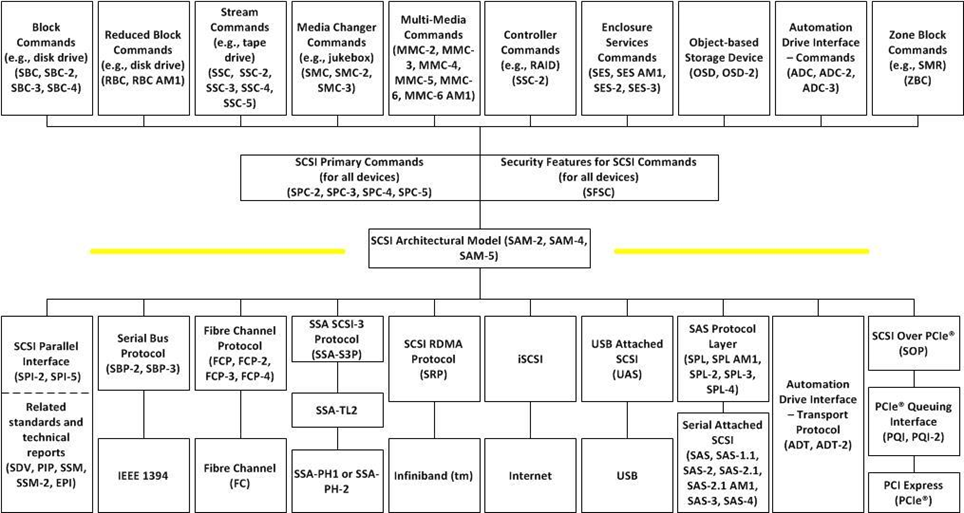 Block
Commands
(e.g., disk drive)
(SBC, SBC-2,
SBC-3, SBC-4)
Reduced Block
Commands
(e.g., disk drive)
(RBC, RBC AM1)
Stream
Commands
(e.g., tape
drive)
(SSC, SSC-2,
SSC-3, SSC-4,
SSC-5)
Media Changer
Commands
(e.g., jukebox)
(SMC, SMC-2,
SMC-3)
Multi-Media
Commands
(MMC-2, MMC-
3, MMC-4,
MMC-5, MMC-
6, MMC-6 AM1)
Controller
Commands
(e.g., RAID)
(SSC-2)
Enclosure
Services
Commands
(SES, SES AM1,
SES-2, SES-3)
Object-based
Storage Device
(OSD, OSD-2)
Automation
Drive Interface
– Commands
(ADC, ADC-2,
ADC-3)
Zone Block
Commands
(e.g., SMR)
(ZBC)
SCSI Primary Commands
(for all devices)
(SPC-2, SPC-3, SPC-4, SPC-5)
Security Features for SCSI Commands
(for all devices)
(SFSC)
SCSI Architectural Model (SAM-2, SAM-4,
SAM-5)
SCSI Parallel
Interface
(SPI-2, SPI-5)
Related
standards and
technical
reports
(SDV, PIP, SSM,
SSM-2, EPI)
Serial Bus
Protocol
(SBP-2, SBP-3)
IEEE 1394
Fibre Channel
Protocol
(FCP, FCP-2,
FCP-3, FCP-4)
Fibre Channel
(FC)
SSA SCSI-3
Protocol
(SSA-S3P)
SSA-TL2
SSA-PH1 or SSA-
PH-2
SCSI RDMA
Protocol
(SRP)
Infiniband (tm)
iSCSI
Internet
USB Attached
SCSI
(UAS)
USB
SAS Protocol
Layer
(SPL, SPL AM1,
SPL-2, SPL-3,
SPL-4)
Serial Attached
SCSI
(SAS, SAS-1.1,
SAS-2, SAS-2.1,
SAS-2.1 AM1,
SAS-3, SAS-4)
Automation
Drive Interface
– Transport
Protocol
(ADT, ADT-2)
SCSI Over PCIe®
(SOP)
PCIe® Queuing
Interface
(PQI, PQI-2)
PCI Express
(PCIe®)